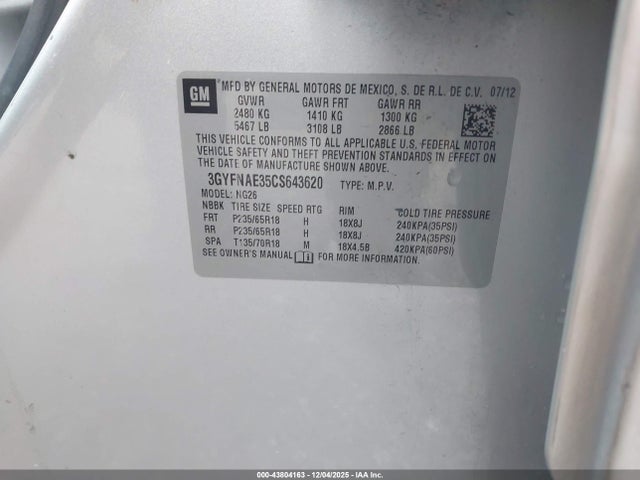 GM MFD BY GENERAL MOTORS DE MEXICO, S. DE R.L. DE C.V. 07/12
GVWR GAWR FRT GAWR RR
2480 KG 1410 KG 1300 KG
5467 LB 3108 LB 2866 LB
THIS VEHICLE CONFORMS TO ALL APPLICABLE U.S. FEDERAL MOTOR
VEHICLE SAFETY AND THEFT PREVENTION STANDARDS IN EFFECT ON
THE DATE OF MANUFACTURE SHOWN ABOVE.
3GYFNAE35CS643620 TYPE: M.P.V.
MODEL: NG26
NBBK TIRE SIZE SPEED RTG RIM COLD TIRE PRESSURE
FRT P235/65R18 H 18X8J 240KPA(35PSI)
RR P235/65R18 H 18X8J 240KPA(35PSI)
SPA T135/70R18 M 18X4.5B 420KPA(60PSI)
SEE OWNER'S MANUAL FOR MORE INFORMATION.
000-43804163 - 12/04/2025 - IAAI.COM